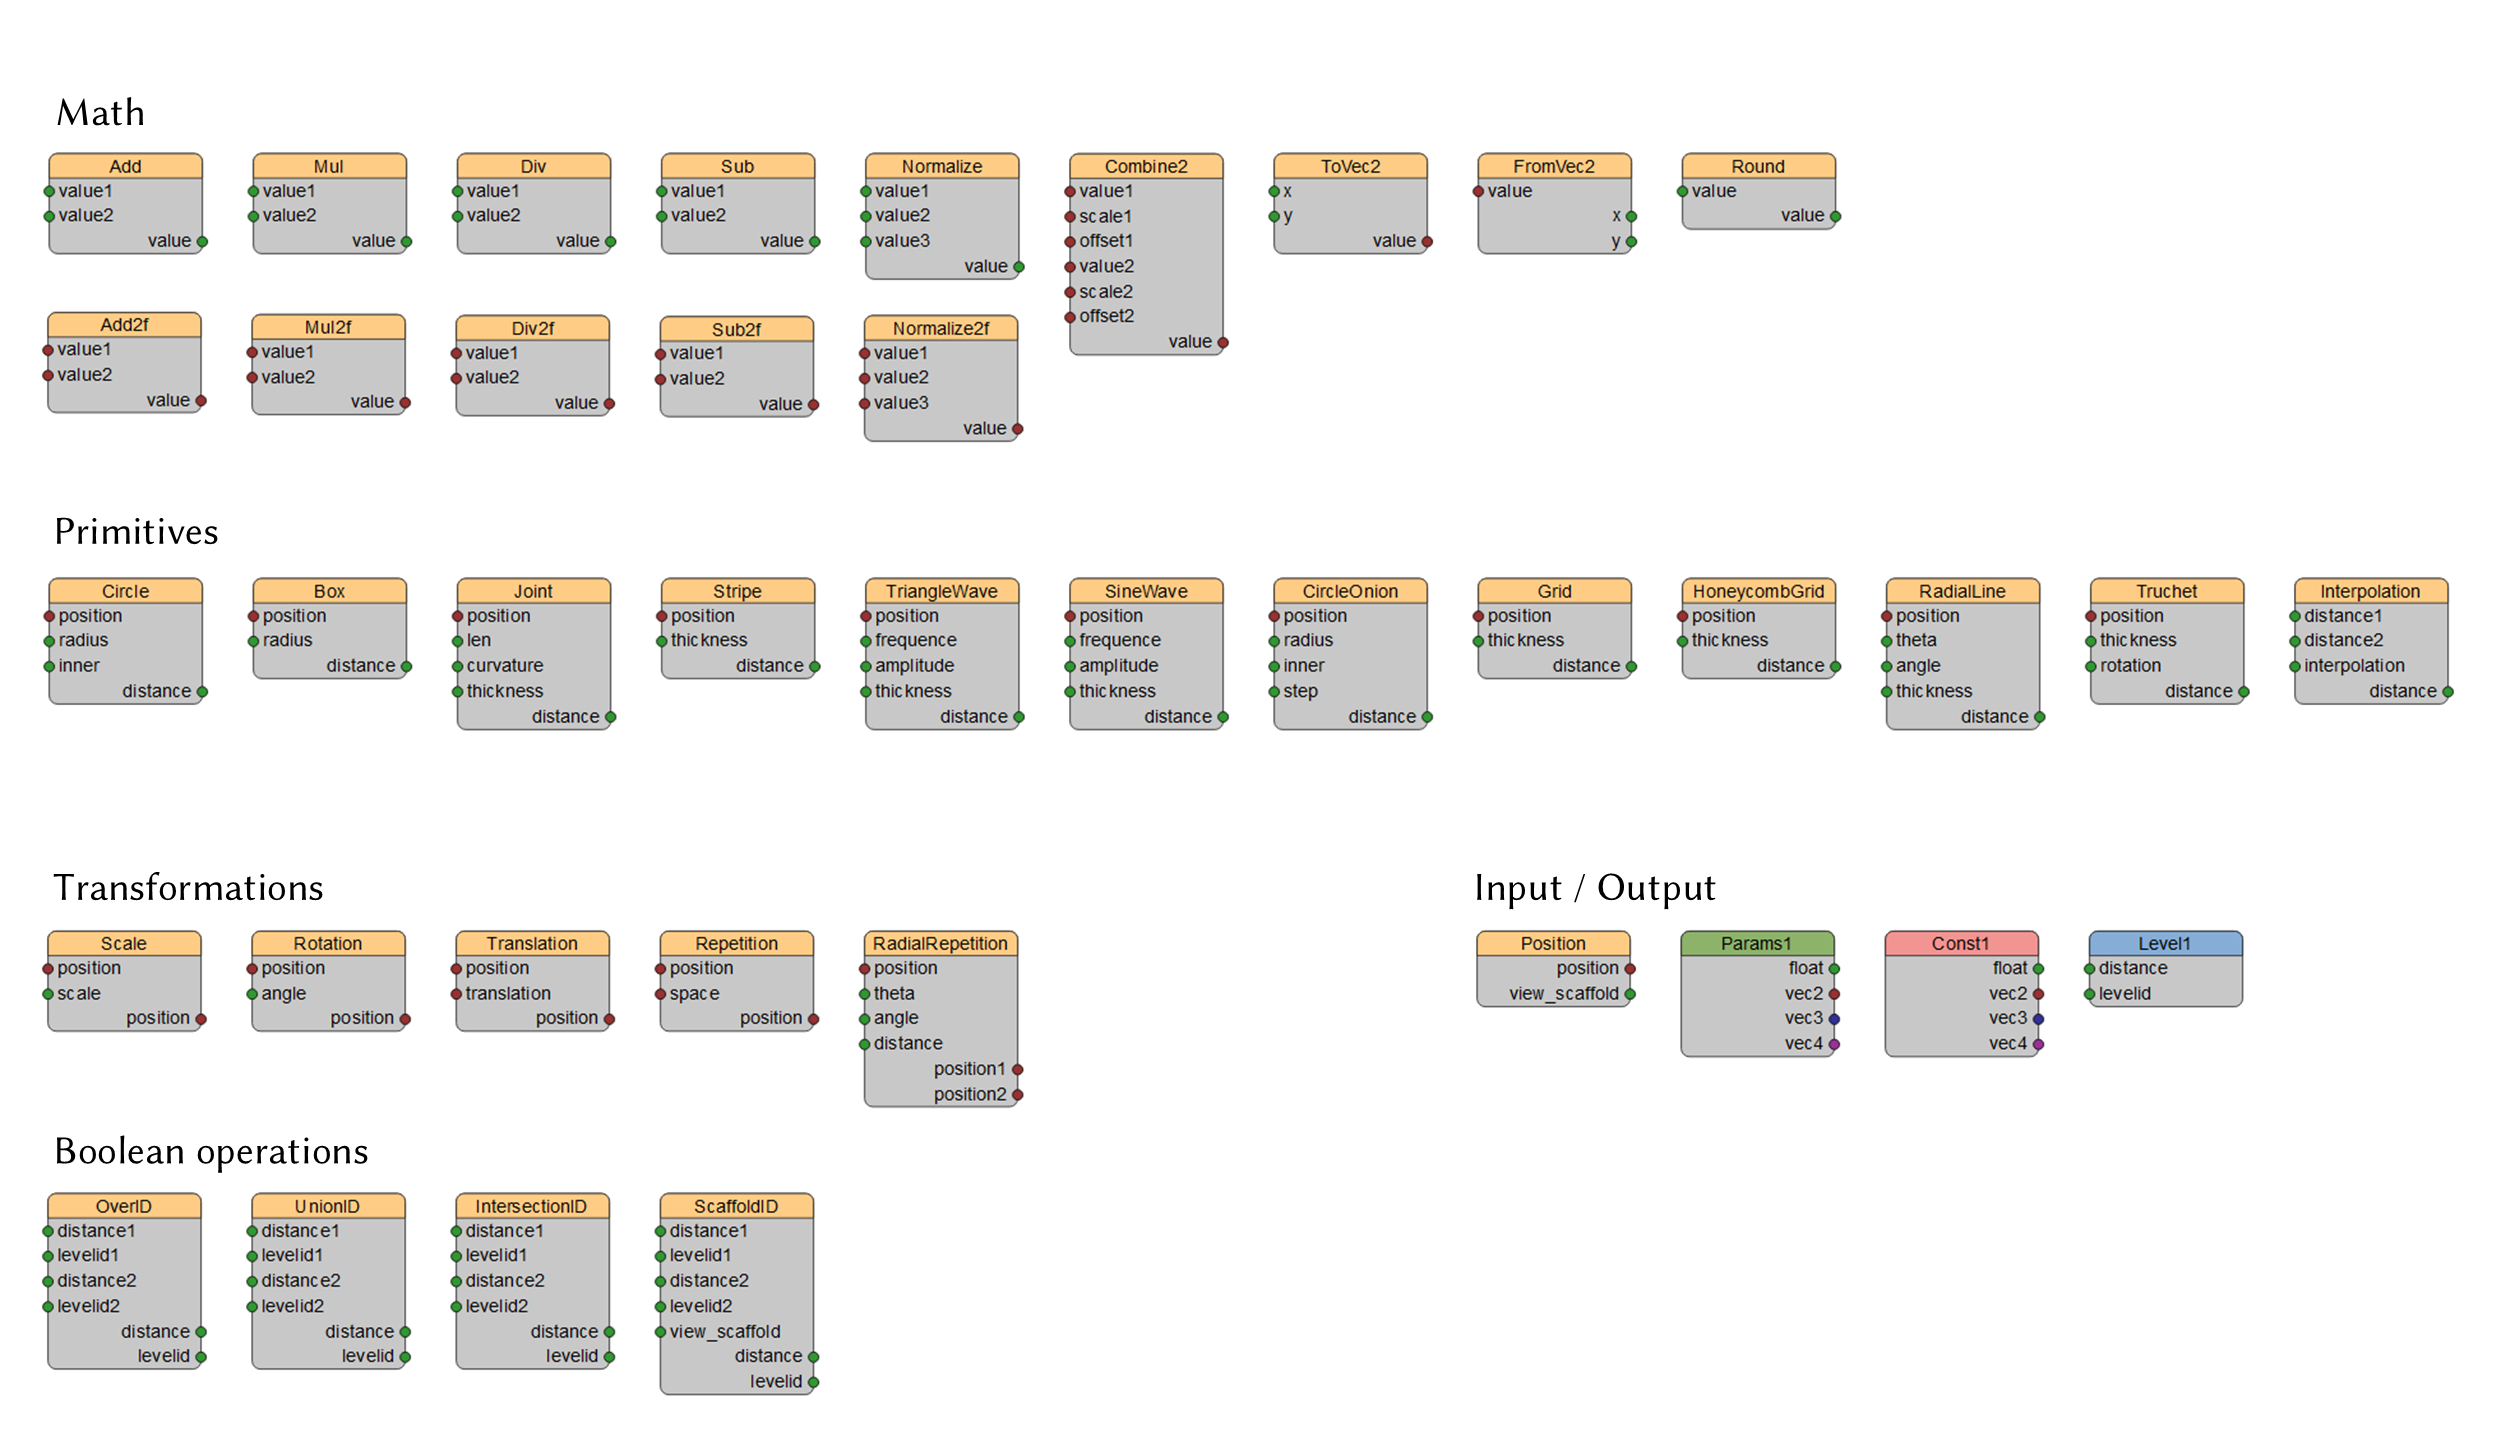 Math
Add
value1
value2
value
Mul
value1
value2
value
Div
value1
value2
value
Sub
value1
value2
value
Normalize
value1
value2
value3
value
Combine2
value1
scale1
offset1
value2
scale2
offset2
value
ToVec2
x
y
value
FromVec2
value
x
y
Round
value
value
Add2f
value1
value2
value
Mul2f
value1
value2
value
Div2f
value1
value2
value
Sub2f
value1
value2
value
Normalize2f
value1
value2
value3
value
Primitives
Circle
position
radius
inner
distance
Box
position
radius
distance
Joint
position
len
curvature
thickness
distance
Stripe
position
thickness
distance
TriangleWave
position
frequence
amplitude
thickness
distance
SineWave
position
frequence
amplitude
thickness
distance
CircleOnion
position
radius
inner
step
distance
Grid
position
thickness
distance
HoneycombGrid
position
thickness
distance
RadialLine
position
theta
angle
thickness
distance
Truchet
position
thickness
rotation
distance
Interpolation
distance1
distance2
interpolation
distance
Transformations
Scale
position
scale
position
Rotation
position
angle
position
Translation
position
translation
position
Repetition
position
space
position
RadialRepetition
position
theta
angle
distance
position1
position2
Input / Output
Position
position
view_scaffold
Params1
float
vec2
vec3
vec4
Const1
float
vec2
vec3
vec4
Level1
distance
levelid
Boolean operations
OverID
distance1
levelid1
distance2
levelid2
distance
levelid
UnionID
distance1
levelid1
distance2
levelid2
distance
levelid
IntersectionID
distance1
levelid1
distance2
levelid2
distance
levelid
ScaffoldID
distance1
levelid1
distance2
levelid2
view_scaffold
distance
levelid